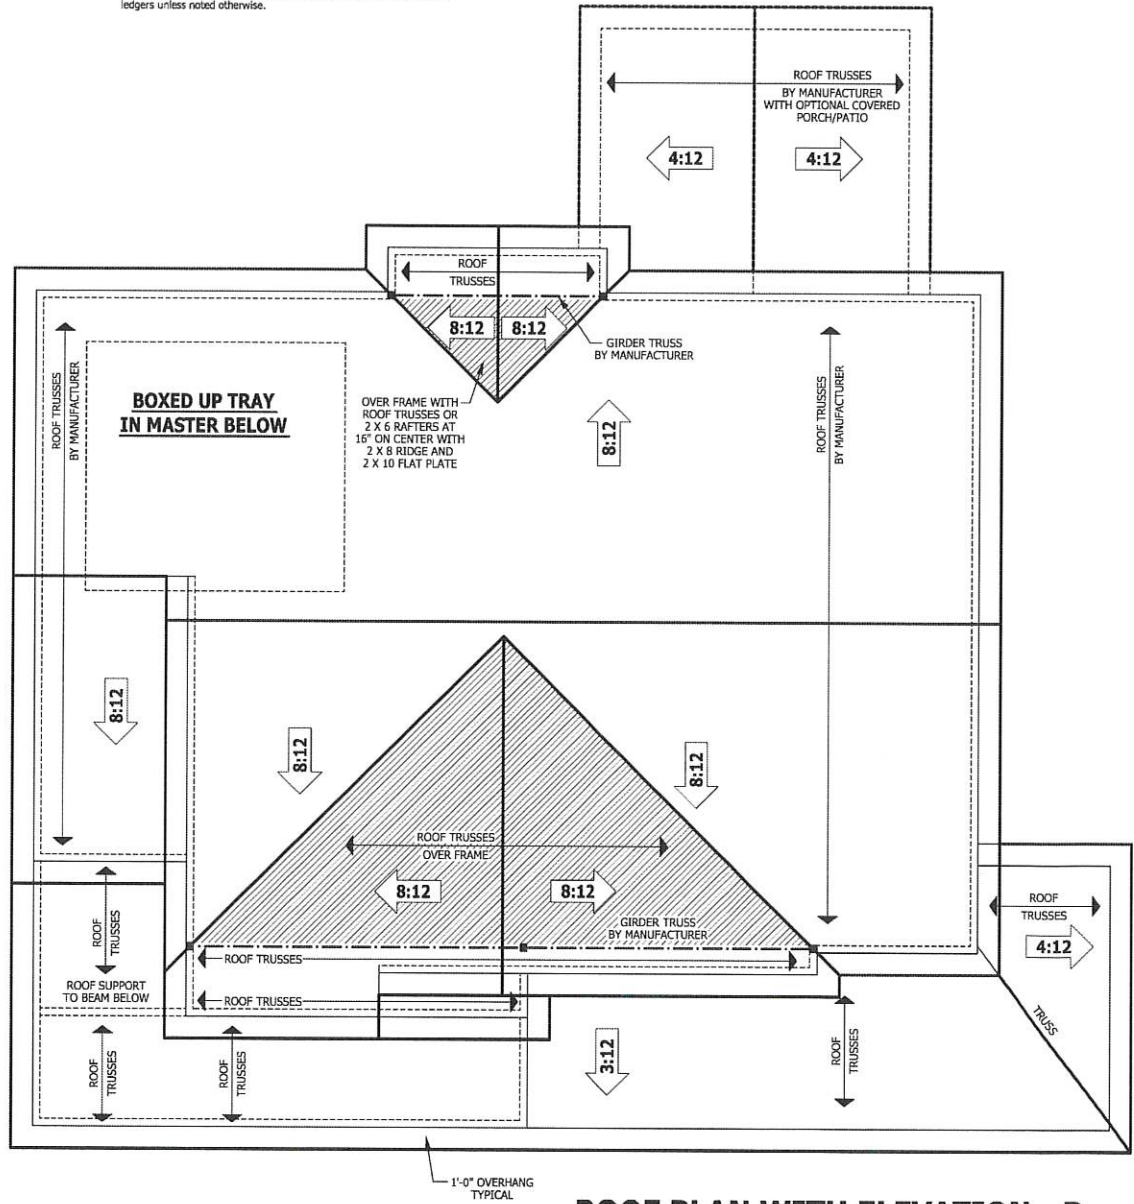 ledgers unless noted otherwise.
ROOF TRUSSES
BY MANUFACTURER
WITH OPTIONAL COVERED
PORCH/PATIO
4:12
4:12
ROOF
TRUSSES
8:12
8:12
GIRDER TRUSS
BY MANUFACTURER
ROOF TRUSSES
BY MANUFACTURER
BOXED UP TRAY
IN MASTER BELOW
OVER FRAME WITH
ROOF TRUSSES OR
2 X 6 RAFTERS AT
16" ON CENTER WITH
2 X 8 RIDGE AND
2 X 10 FLAT PLATE
8:12
ROOF TRUSSES
BY MANUFACTURER
8:12
8:12
8:12
ROOF TRUSSES
OVER FRAME
8:12
8:12
GIRDER TRUSS
BY MANUFACTURER
ROOF
TRUSSES
4:12
ROOF
TRUSSES
ROOF TRUSSES
ROOF SUPPORT
TO BEAM BELOW
ROOF TRUSSES
TRUSS
ROOF
TRUSSES
ROOF
TRUSSES
3:12
ROOF
TRUSSES
1'-0" OVERHANG
TYPICAL